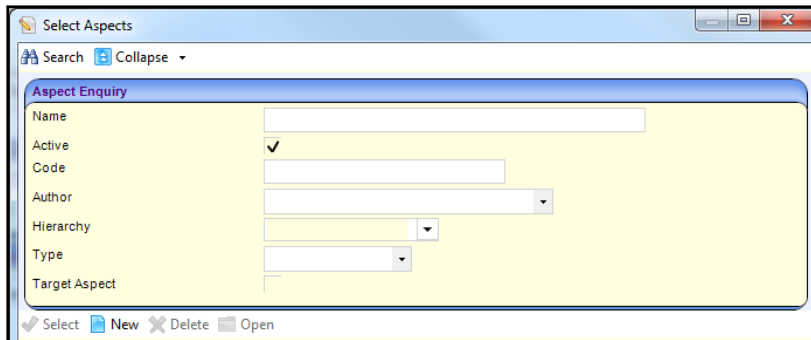 Select Aspects
Search Collapse
Aspect Enquiry
Name
Active
Code
Author
Hierarchy
Type
Target Aspect
Select New Delete Open